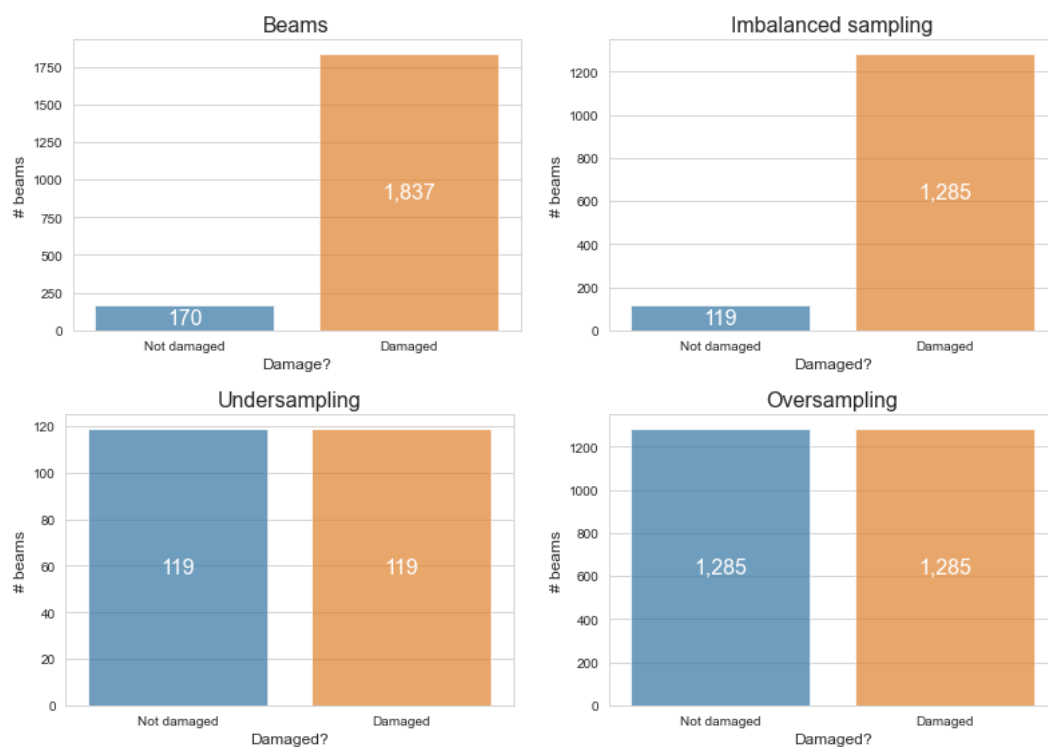 Beams
# beams
1750
1500
1250
1000
750
500
250
0
1,837
170
Not damaged
Damaged
Damage?
Imbalanced sampling
# beams
1200
1000
800
600
400
200
0
1,285
119
Not damaged
Damaged
Damaged?
Undersampling
# beams
120
100
80
60
40
20
0
119
119
Not damaged
Damaged
Damaged?
Oversampling
# beams
1200
1000
800
600
400
200
0
1,285
1,285
Not damaged
Damaged
Damaged?